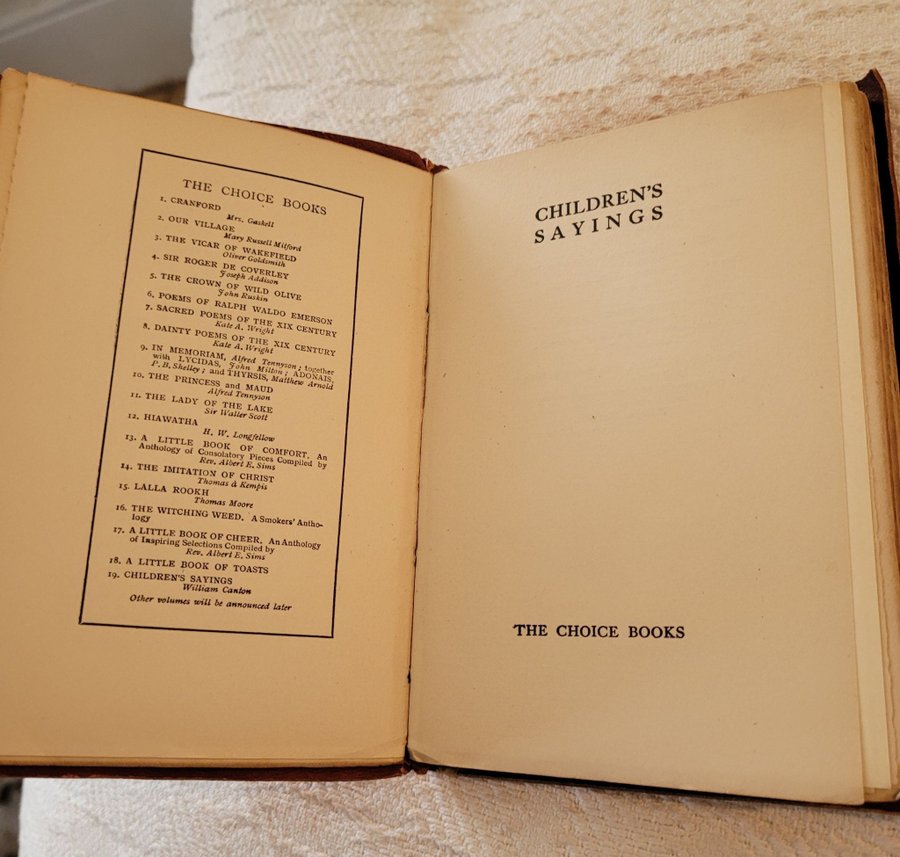 THE CHOICE BOOKS
1. CRANFORD
Mrs. Gaskell
2. OUR VILLAGE
Mary Russell Mitford
3. THE VICAR OF WAKEFIELD
Oliver Goldsmith
4. SIR ROGER DE COVERLEY
Joseph Addison
5. THE CROWN OF WILD OLIVE
John Ruskin
6. POEMS OF RALPH WALDO EMERSON
7. SACRED POEMS OF THE XIX CENTURY
Kate A. Wright
8. DAINTY POEMS OF THE XIX CENTURY
Kate A. Wright
9. IN MEMORIAM, Alfred Tennyson; together
with LYCIDAS, John Milton; ADONAIS,
P. B. Shelley; and THYRSIS, Matthew Arnold
10. THE PRINCESS and MAUD
Alfred Tennyson
11. THE LADY OF THE LAKE
Sir Walter Scott
12. HIAWATHA
H. W. Longfellow
13. A LITTLE BOOK OF COMFORT. An
Anthology of Consolatory Pieces Compiled by
Rev. Albert E. Sims
14. THE IMITATION OF CHRIST
Thomas à Kempis
15. LALLA ROOKH
Thomas Moore
16. THE WITCHING WEED. A Smokers' Antho-
logy
17. A LITTLE BOOK OF CHEER. An Anthology
of Inspiring Selections Compiled by
Rev. Albert E. Sims
18. A LITTLE BOOK OF TOASTS
19. CHILDREN'S SAYINGS
William Canton
Other volumes will be announced later
CHILDREN'S
SAYINGS
THE CHOICE BOOKS